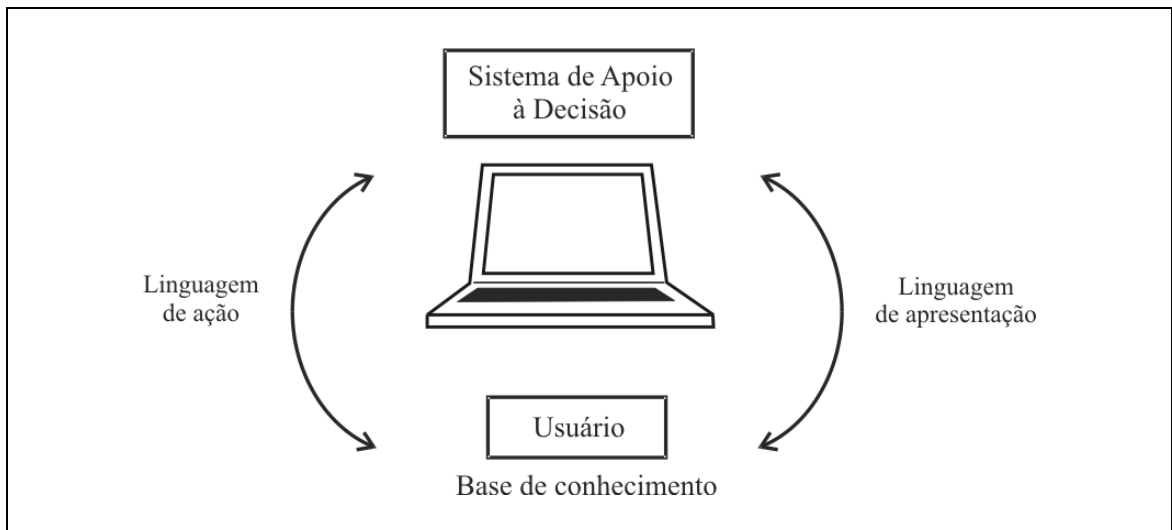 Sistema de Apoio
à Decisão
Linguagem
de ação
Linguagem
de apresentação
Usuário
Base de conhecimento